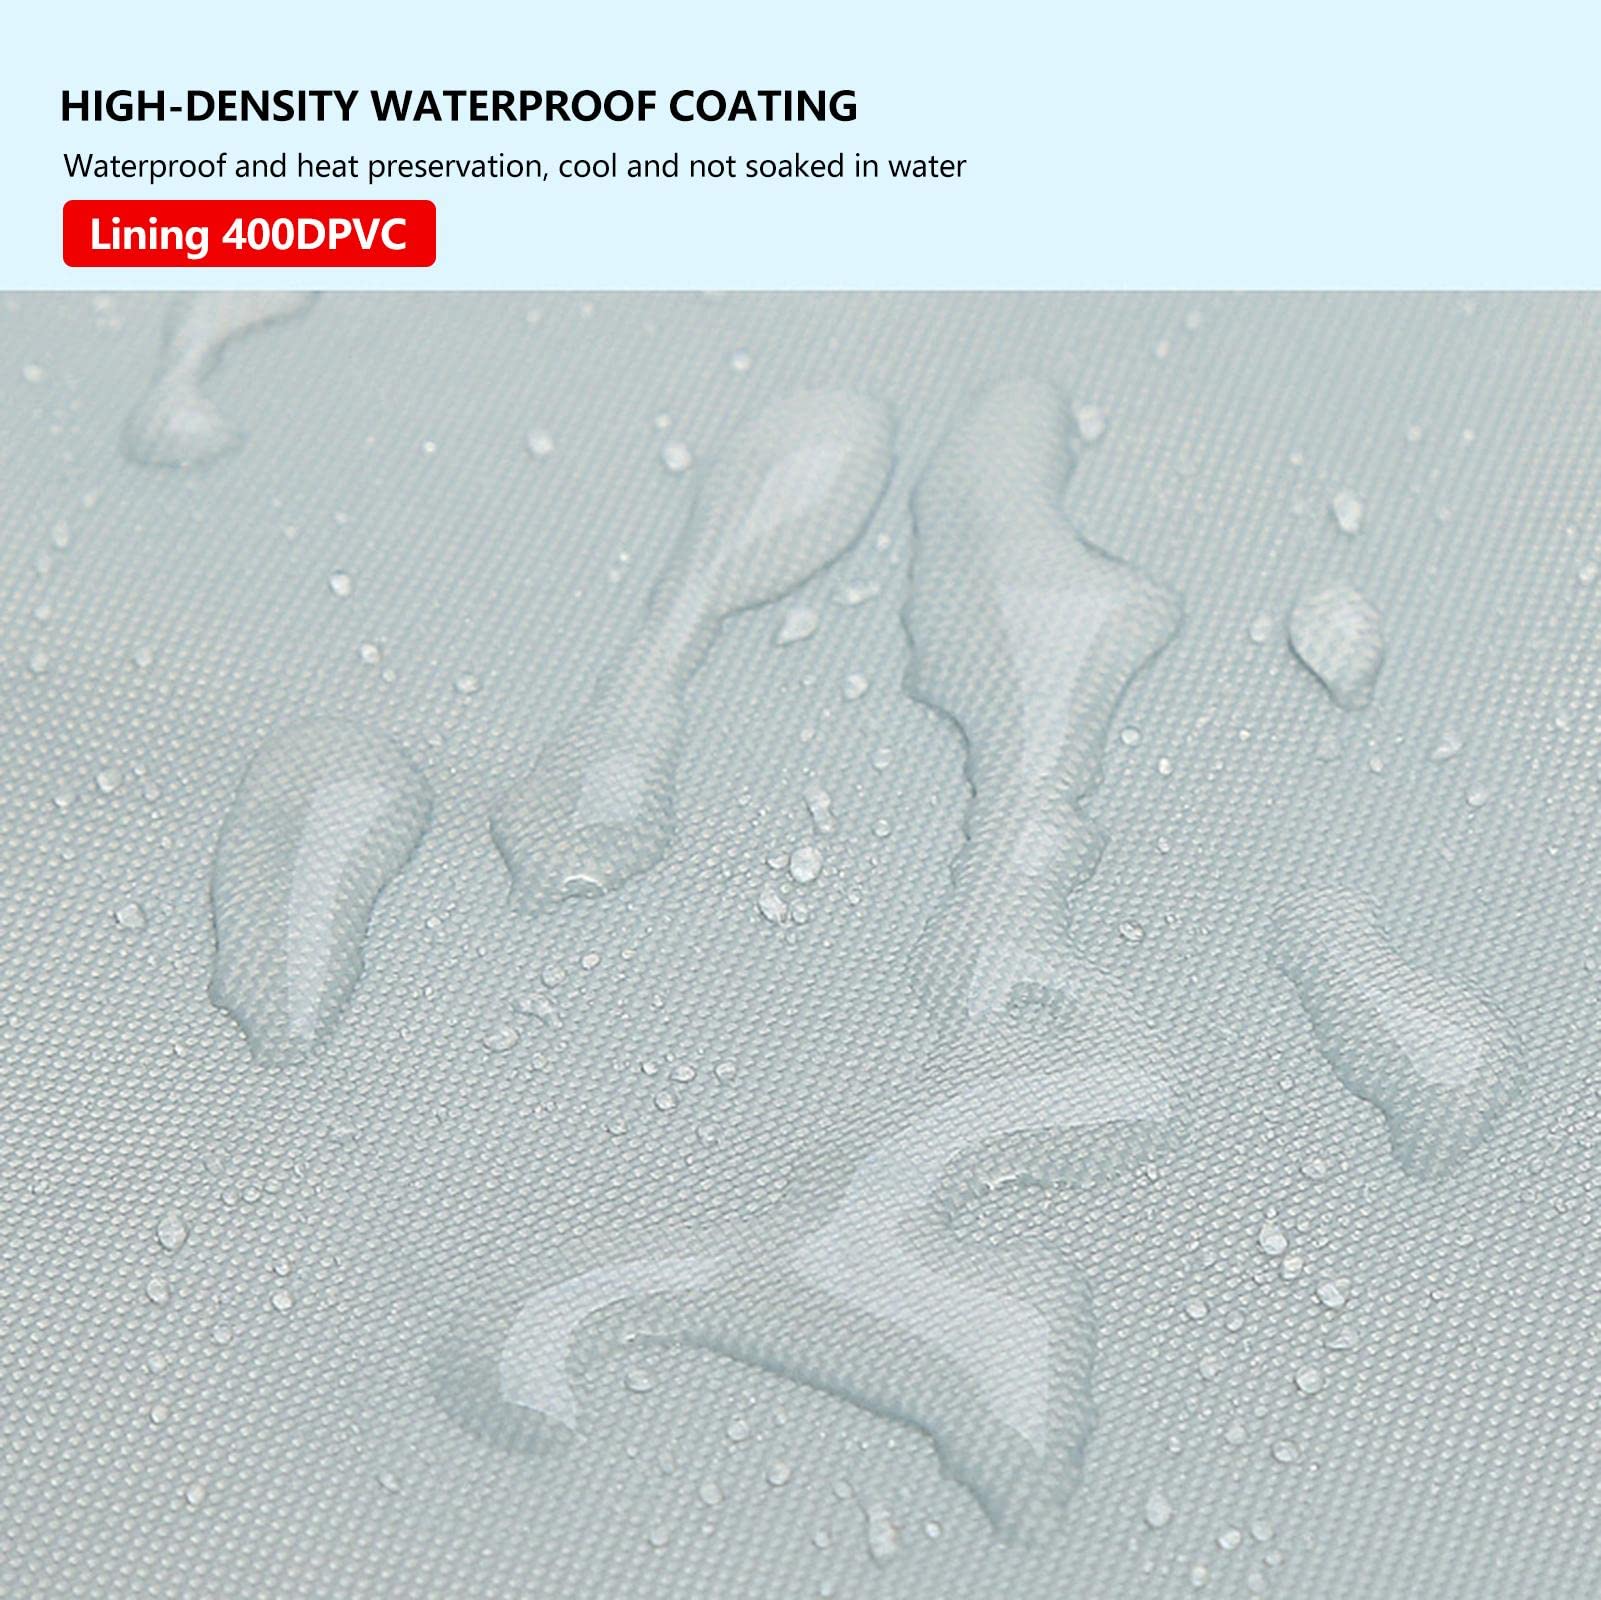 HIGH-DENSITY WATERPROOF COATING
Waterproof and heat preservation, cool and not soaked in water
Lining 400DPVC